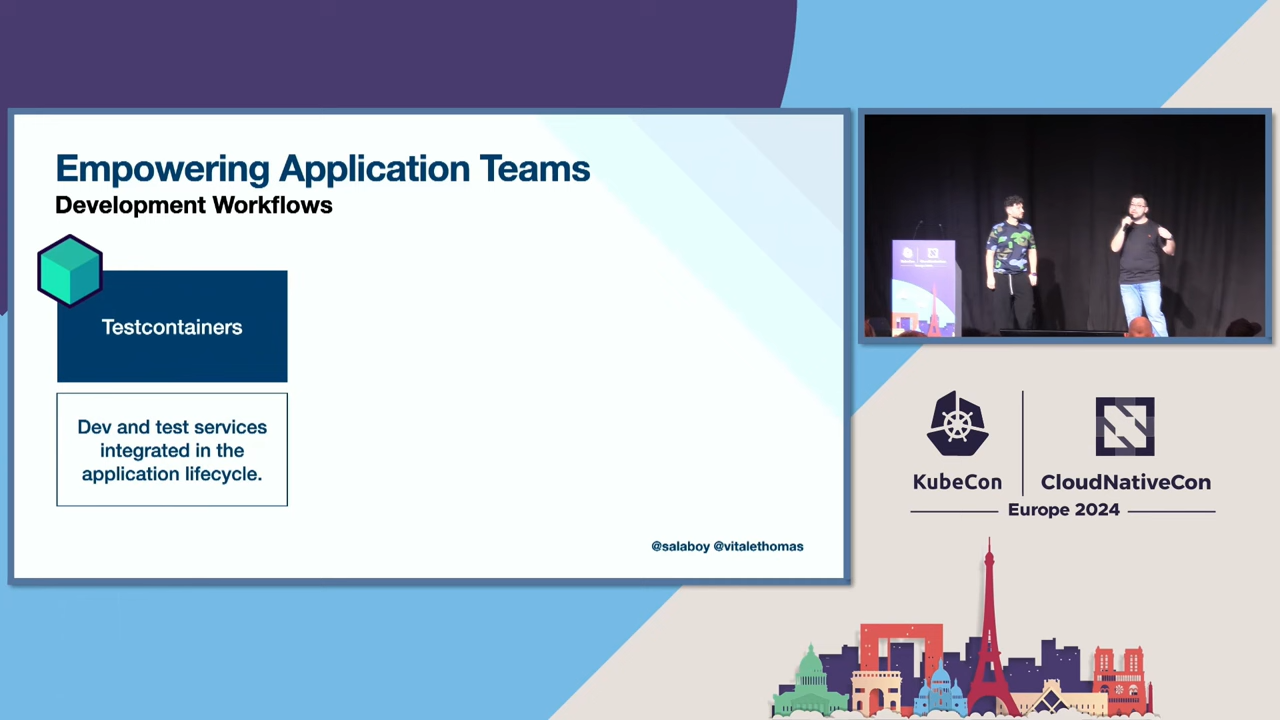 Empowering Application Teams
Development Workflows
Testcontainers
Dev and test services
integrated in the
application lifecycle.
@salaboy @vitalethomas
KubeCon
CloudNativeCon
Europe 2024